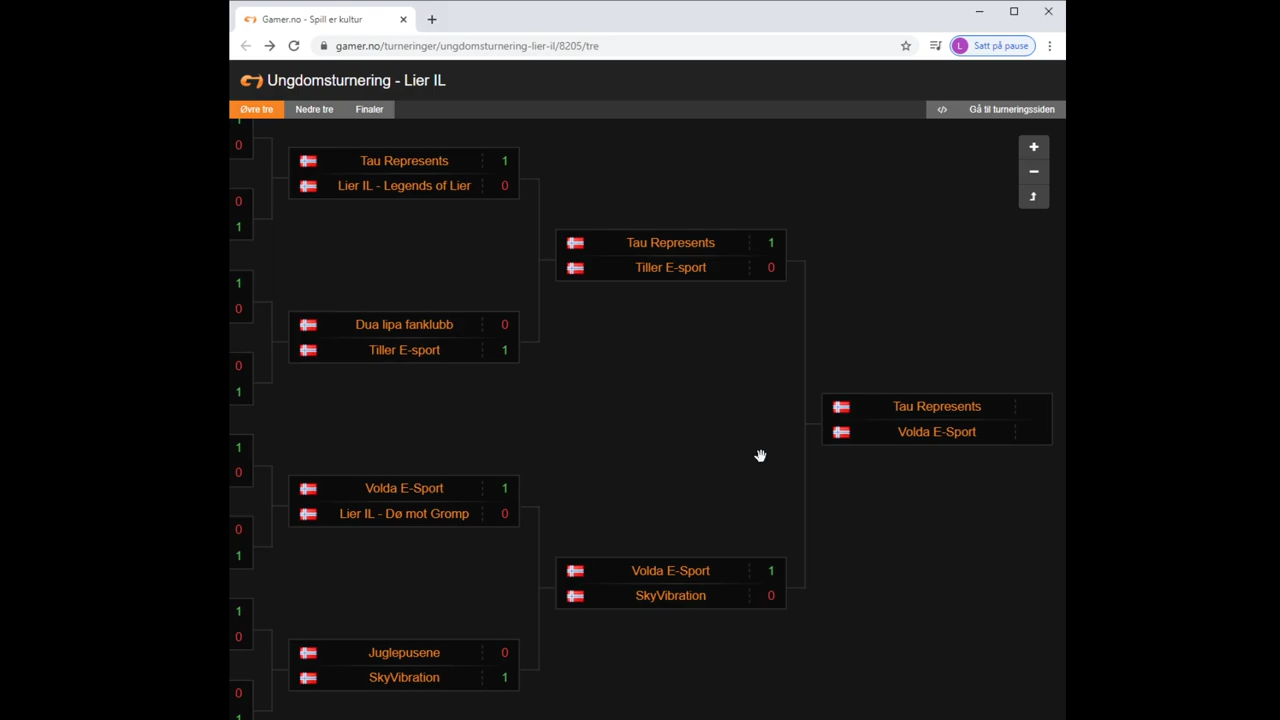 Gamer.no - Spill er kultur
gamer.no/turneringer/ungdomsturnering-lier-il/8205/tre
L Satt på pause
Ungdomsturnering - Lier IL
Øvre tre Nedre tre Finaler
</> Gå til turneringssiden
1
0
0
1
1
0
0
1
1
0
0
1
1
0
0
1
Tau Represents 1
Lier IL - Legends of Lier 0
Dua lipa fanklubb 0
Tiller E-sport 1
Volda E-Sport 1
Lier IL - Dø mot Gromp 0
Juglepusene 0
SkyVibration 1
Tau Represents 1
Tiller E-sport 0
Volda E-Sport 1
SkyVibration 0
Tau Represents
Volda E-Sport